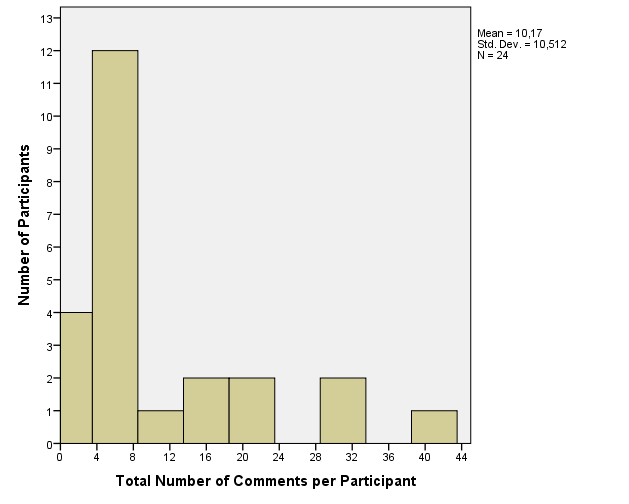 Mean = 10,17
Std. Dev. = 10,512
N = 24
13
12
11
10
9
8
7
6
5
4
3
2
1
0
Number of Participants
0 4 8 12 16 20 24 28 32 36 40 44
Total Number of Comments per Participant